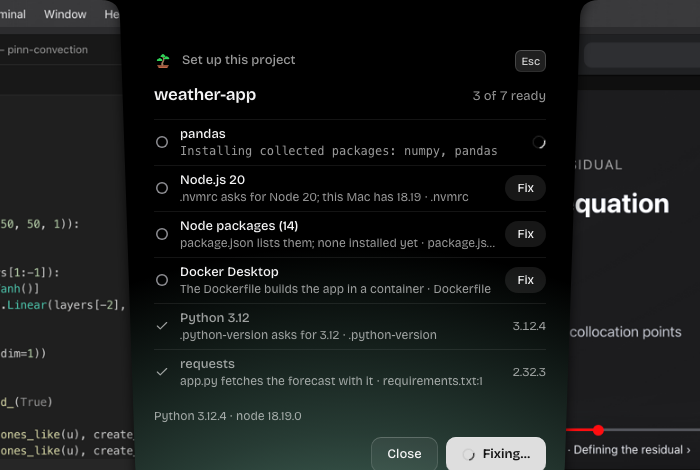 minal Window He
– pinn-convection
Set up this project
Esc
weather-app
3 of 7 ready
pandas
Installing collected packages: numpy, pandas
Node.js 20
.nvmrc asks for Node 20; this Mac has 18.19 · .nvmrc
Fix
Node packages (14)
package.json lists them; none installed yet · package.js...
Fix
Docker Desktop
The Dockerfile builds the app in a container · Dockerfile
Fix
Python 3.12
.python-version asks for 3.12 · .python-version
3.12.4
requests
app.py fetches the forecast with it · requirements.txt:1
2.32.3
Python 3.12.4 · node 18.19.0
Close
Fixing...
50, 50, 1)):
s[1:-1]):
anh()]
.Linear(layers[-2],
dim=1))
d_(True)
ones_like(u), create_
ones_like(u), create_
SIDUAL
quation
collocation points
· Defining the residual ›